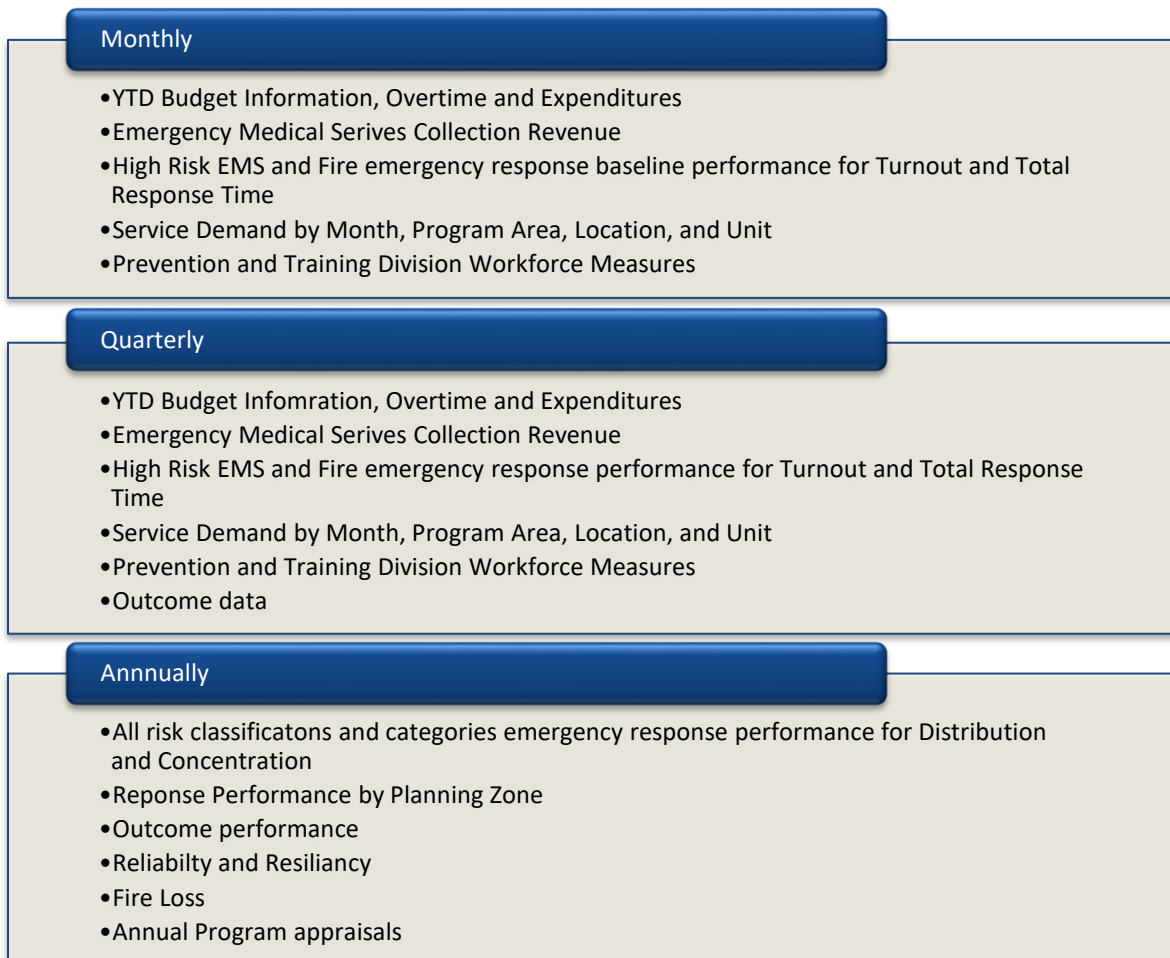 Monthly
•YTD Budget Information, Overtime and Expenditures
•Emergency Medical Serives Collection Revenue
•High Risk EMS and Fire emergency response baseline performance for Turnout and Total
Response Time
•Service Demand by Month, Program Area, Location, and Unit
•Prevention and Training Division Workforce Measures
Quarterly
•YTD Budget Infomration, Overtime and Expenditures
•Emergency Medical Serives Collection Revenue
•High Risk EMS and Fire emergency response performance for Turnout and Total Response
Time
•Service Demand by Month, Program Area, Location, and Unit
•Prevention and Training Division Workforce Measures
•Outcome data
Annnually
•All risk classificatons and categories emergency response performance for Distribution
and Concentration
•Reponse Performance by Planning Zone
•Outcome performance
•Reliabilty and Resiliancy
•Fire Loss
•Annual Program appraisals